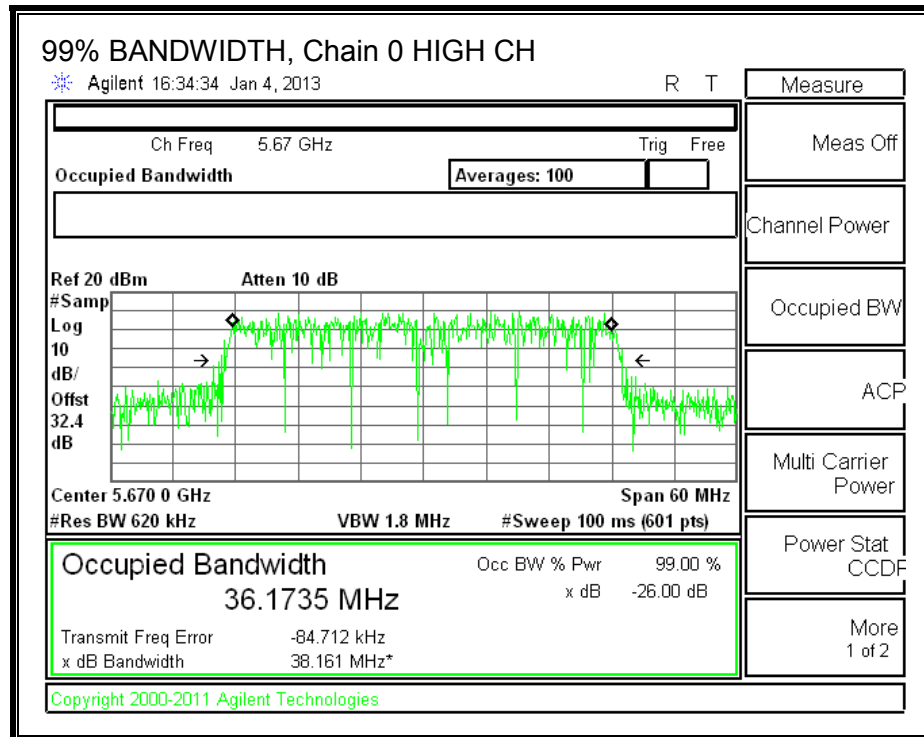 99% BANDWIDTH, Chain 0 HIGH CH
Agilent 16:34:34 Jan 4, 2013 R T
Measure
Ch Freq 5.67 GHz Trig Free
Meas Off
Occupied Bandwidth Averages: 100
Channel Power
Ref 20 dBm Atten 10 dB
#Samp
Log
10
dB/
Offst
32.4
dB
Occupied BW
ACP
Multi Carrier
Power
Center 5.670 0 GHz Span 60 MHz
#Res BW 620 kHz VBW 1.8 MHz #Sweep 100 ms (601 pts)
Power Stat
CCDF
Occupied Bandwidth Occ BW % Pwr 99.00 %
36.1735 MHz x dB -26.00 dB
Transmit Freq Error -84.712 kHz
x dB Bandwidth 38.161 MHz*
More
1 of 2
Copyright 2000-2011 Agilent Technologies